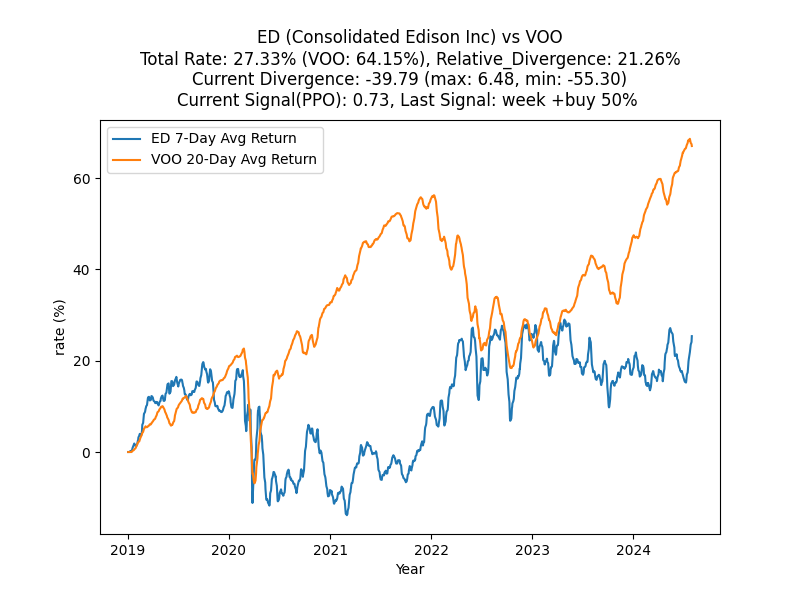 ED (Consolidated Edison Inc) vs VOO
Total Rate: 27.33% (VOO: 64.15%), Relative_Divergence: 21.26%
Current Divergence: -39.79 (max: 6.48, min: -55.30)
Current Signal(PPO): 0.73, Last Signal: week +buy 50%
ED 7-Day Avg Return
VOO 20-Day Avg Return
60
40
20
0
rate (%)
2019 2020 2021 2022 2023 2024
Year